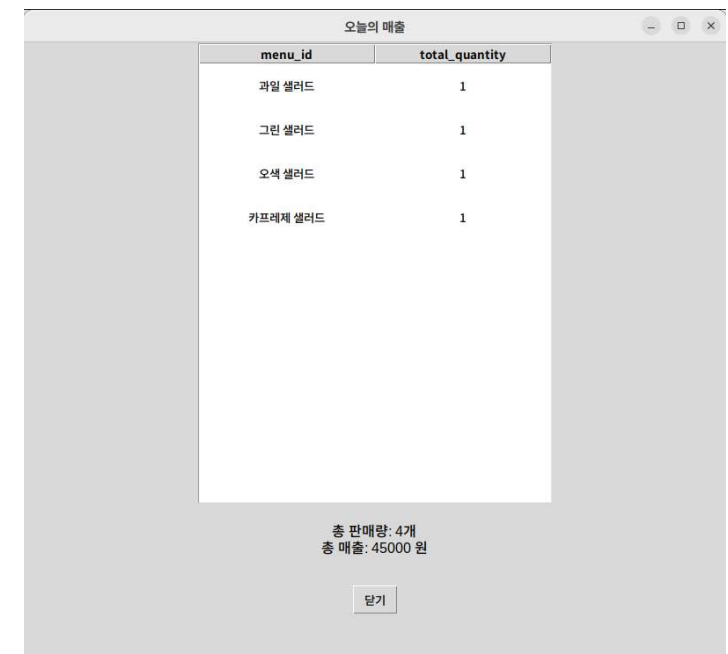 오늘의 매출
menu_id total_quantity
과일 샐러드 1
그린 샐러드 1
오색 샐러드 1
카프레제 샐러드 1
총 판매량: 4개
총 매출: 45000 원
닫기